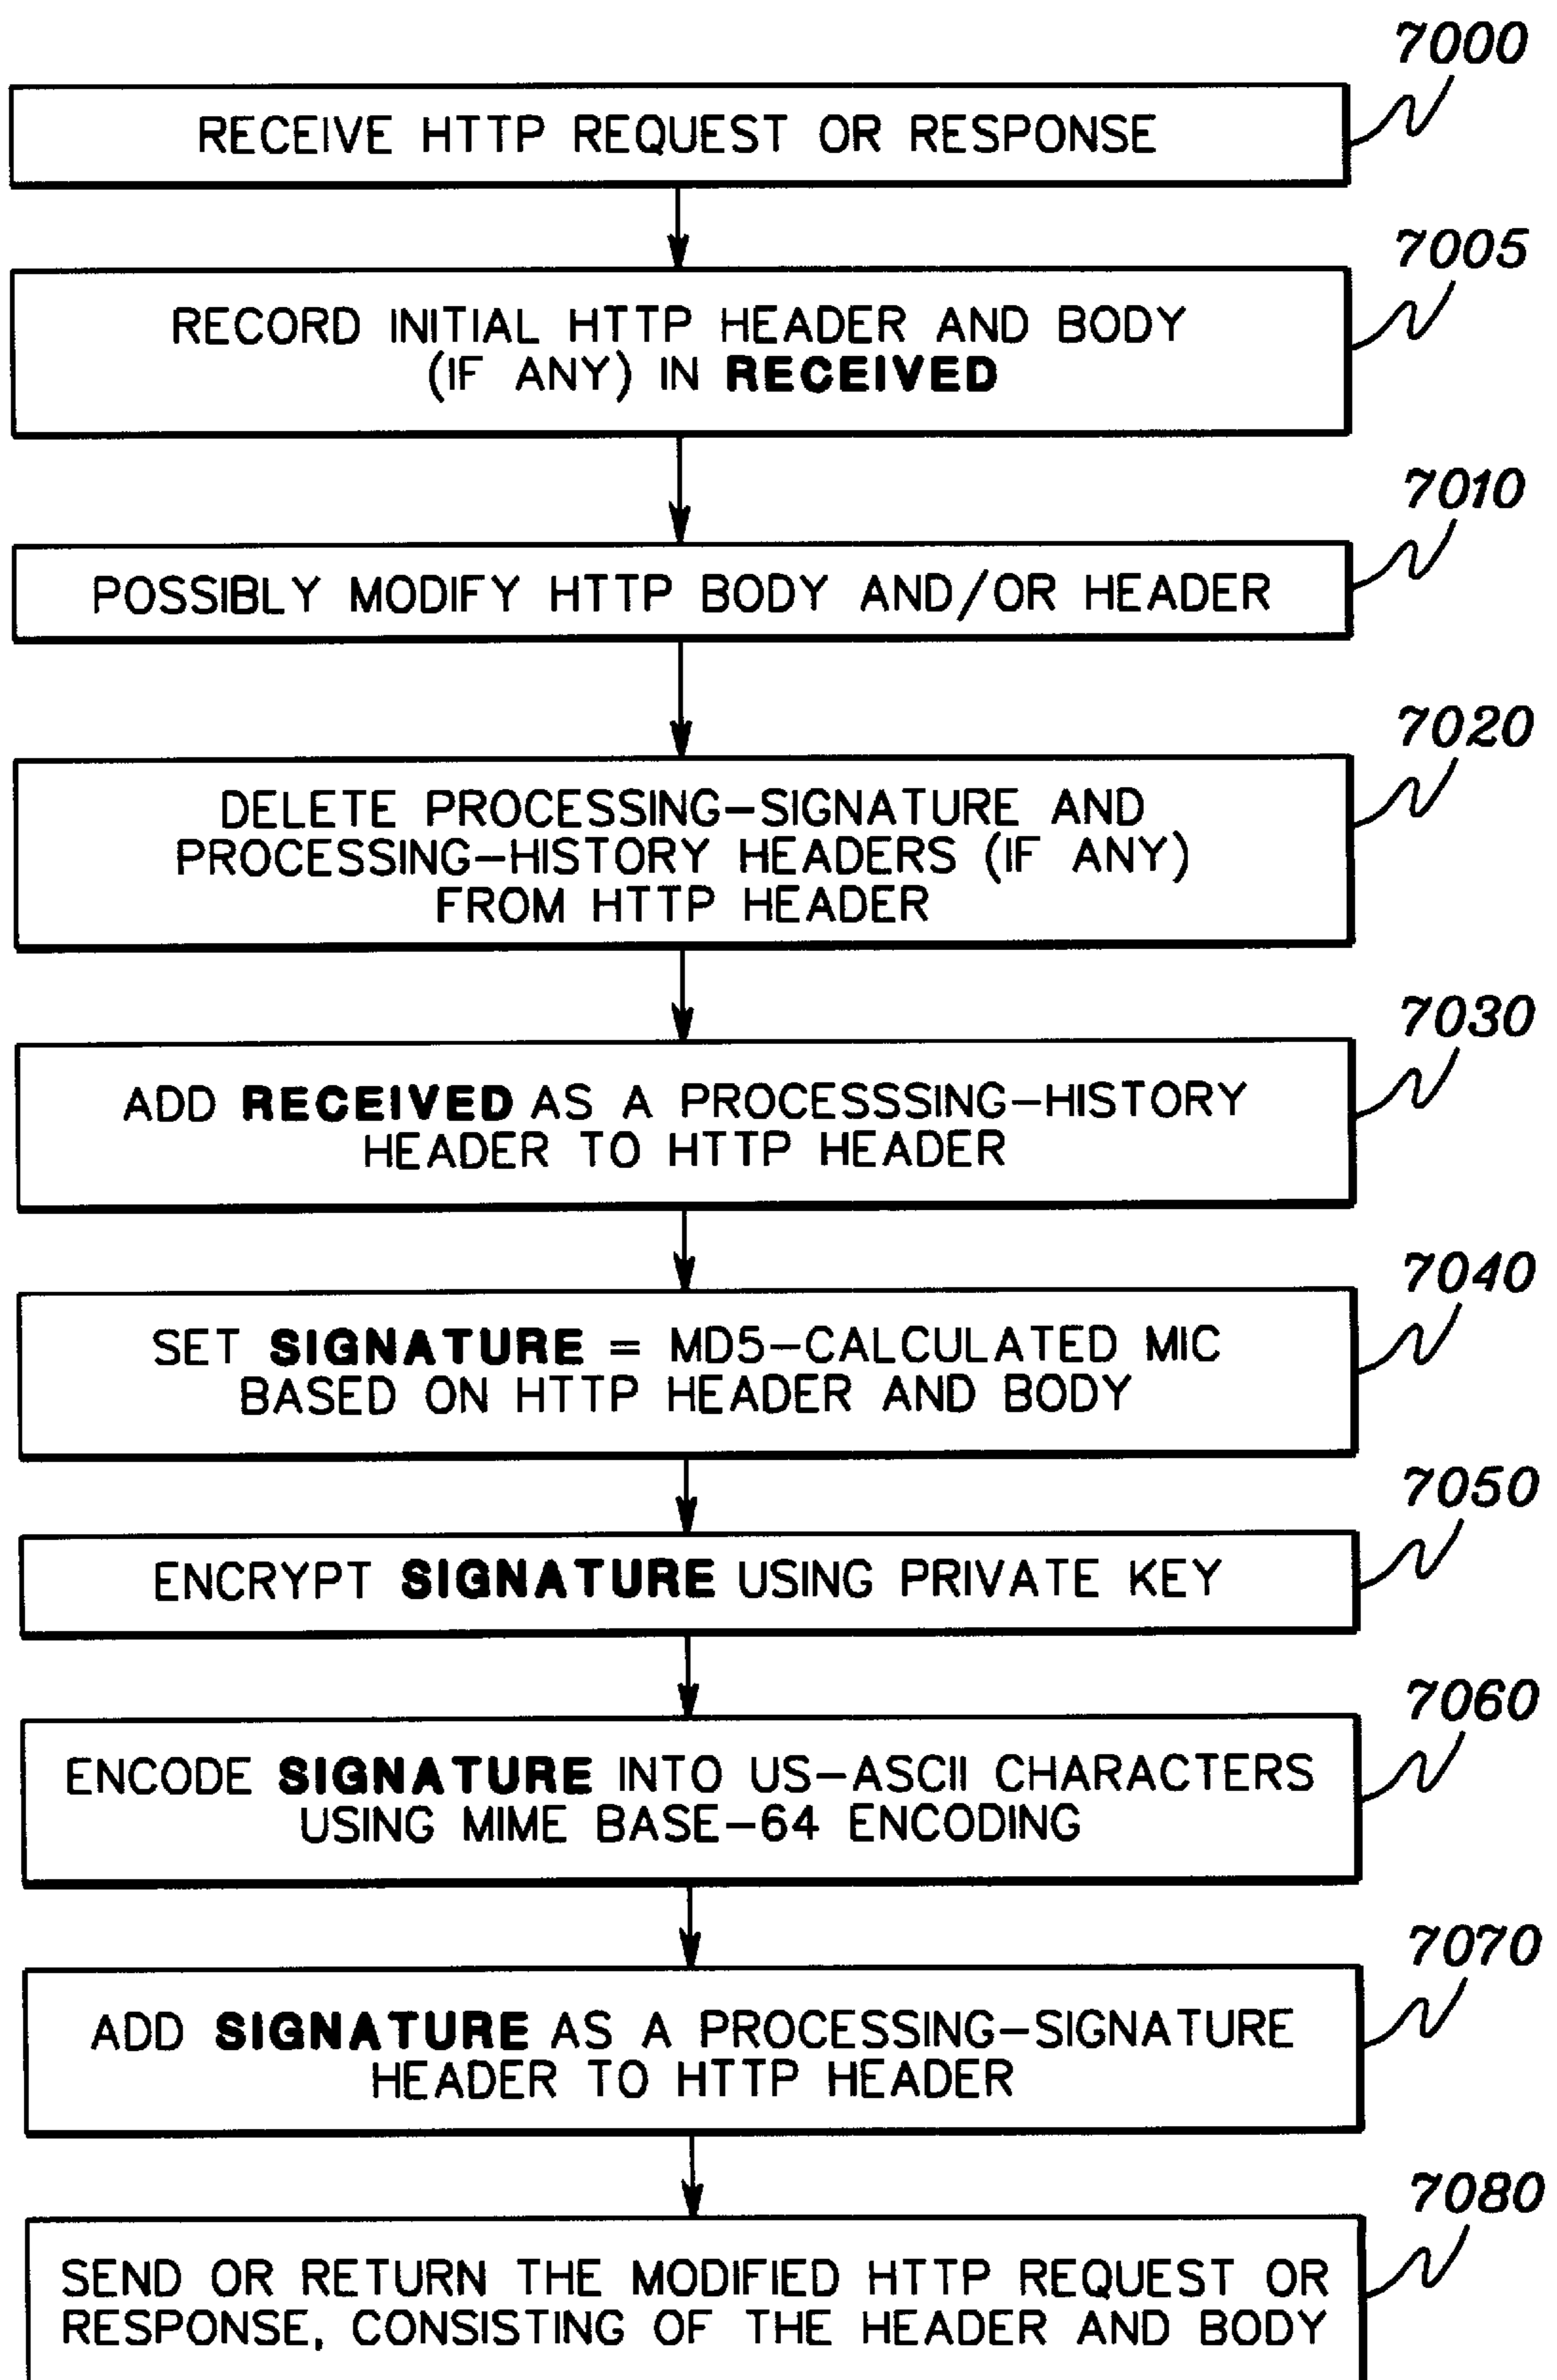 7000
RECEIVE HTTP REQUEST OR RESPONSE
7005
RECORD INITIAL HTTP HEADER AND BODY
(IF ANY) IN RECEIVED
7010
POSSIBLY MODIFY HTTP BODY AND/OR HEADER
7020
DELETE PROCESSING-SIGNATURE AND
PROCESSING-HISTORY HEADERS (IF ANY)
FROM HTTP HEADER
7030
ADD RECEIVED AS A PROCESSSING-HISTORY
HEADER TO HTTP HEADER
7040
SET SIGNATURE = MD5-CALCULATED MIC
BASED ON HTTP HEADER AND BODY
7050
ENCRYPT SIGNATURE USING PRIVATE KEY
7060
ENCODE SIGNATURE INTO US-ASCII CHARACTERS
USING MIME BASE-64 ENCODING
7070
ADD SIGNATURE AS A PROCESSING-SIGNATURE
HEADER TO HTTP HEADER
7080
SEND OR RETURN THE MODIFIED HTTP REQUEST OR
RESPONSE, CONSISTING OF THE HEADER AND BODY